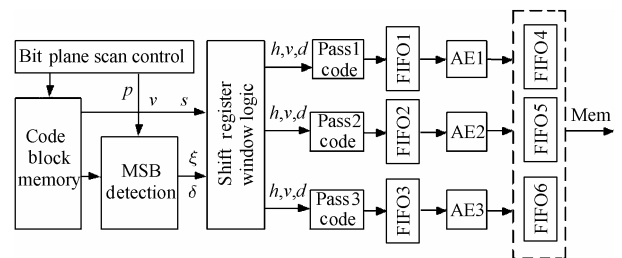 Bit plane scan control
p
v
s
Code
block
memory
MSB
detection
ξ
δ
Shift register
window logic
h,v,d
Pass1
code
FIFO1
AE1
FIFO4
h,v,d
Pass2
code
FIFO2
AE2
FIFO5
Mem
h,v,d
Pass3
code
FIFO3
AE3
FIFO6